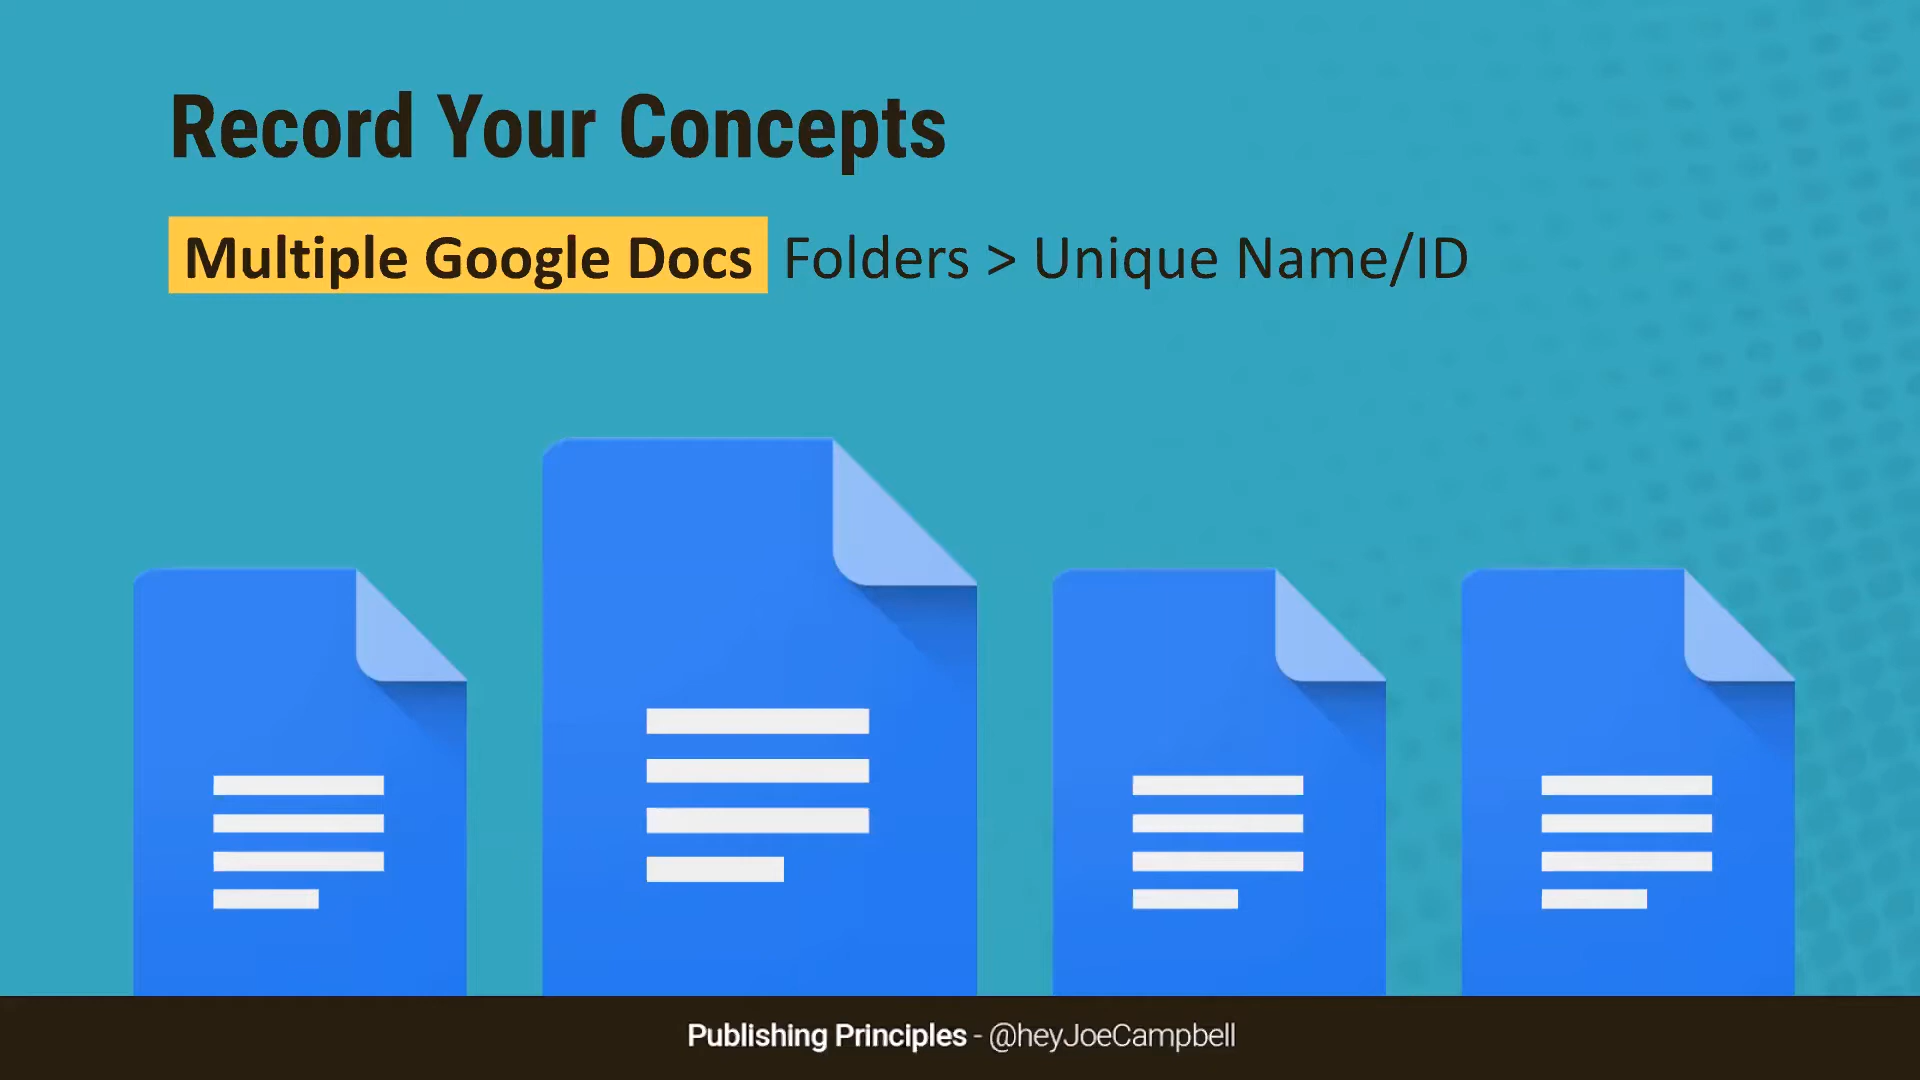 Record Your Concepts
Multiple Google Docs Folders > Unique Name/ID
Publishing Principles - @heyJoeCampbell